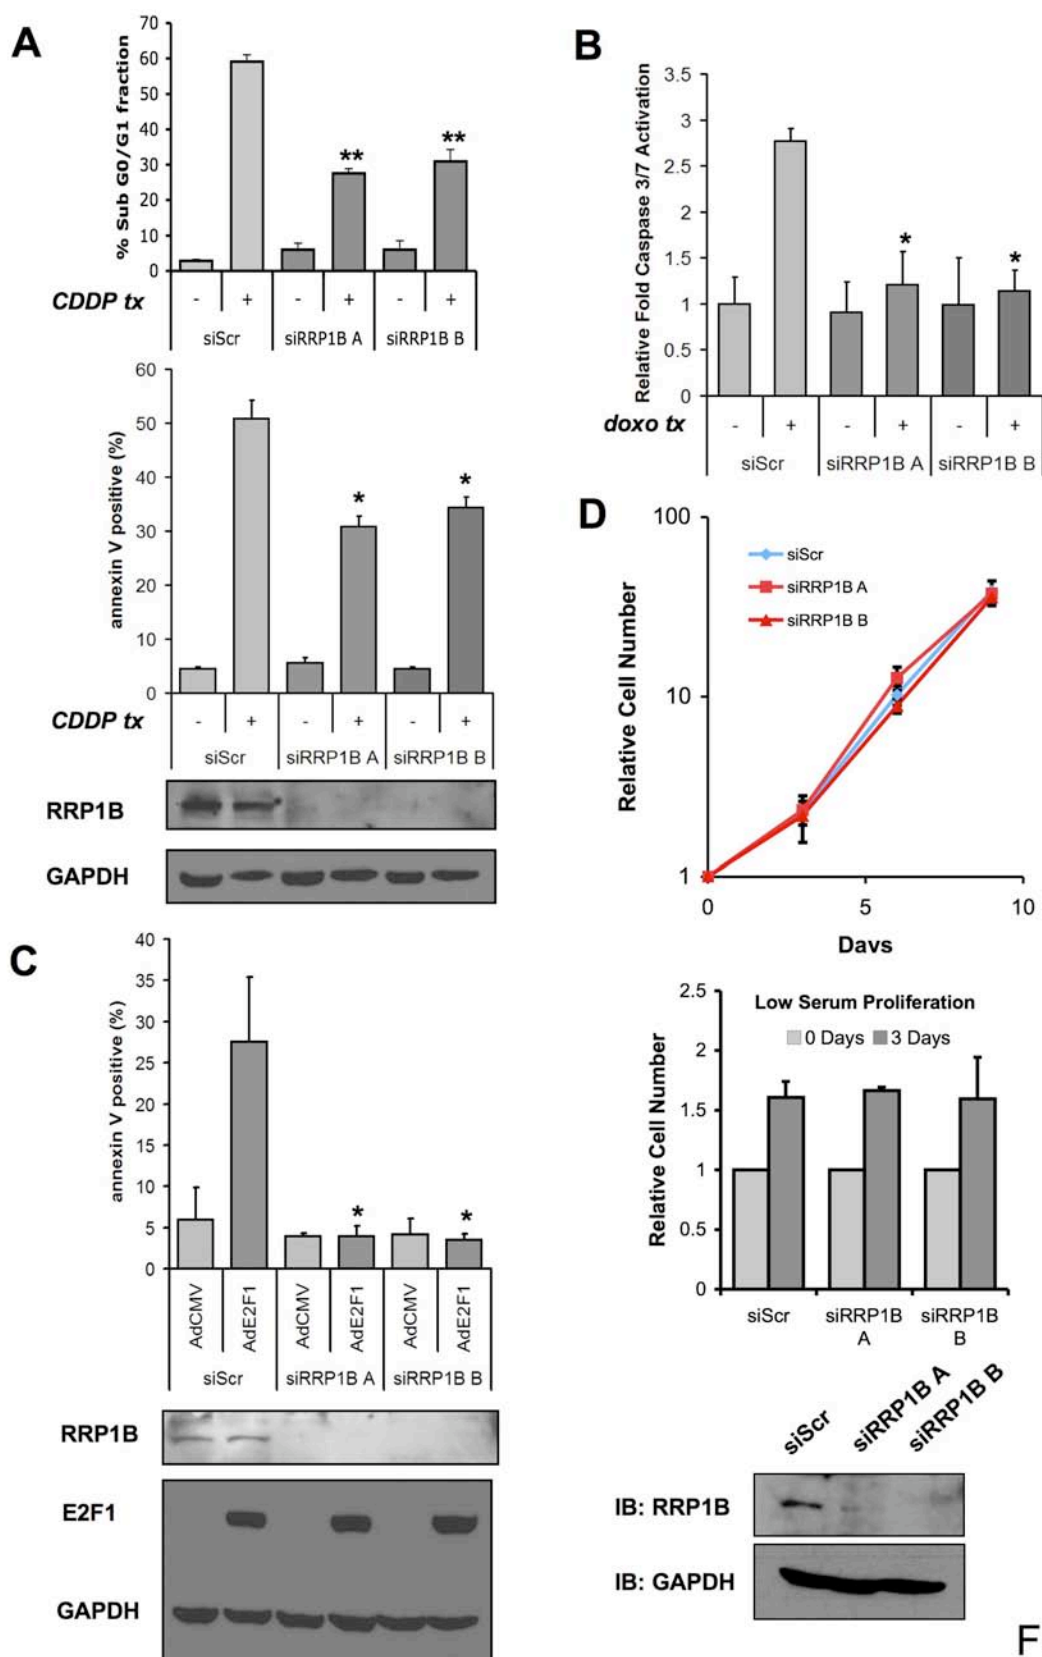 A
% Sub G0/G1 fraction
70
60
50
40
30
20
10
0
** **
CDDP tx - + - + - +
siScr siRRP1B A siRRP1B B
annexin V positive (%)
60
50
40
30
20
10
0
* *
CDDP tx - + - + - +
siScr siRRP1B A siRRP1B B
RRP1B
GAPDH
B
Relative Fold Caspase 3/7 Activation
3.5
3
2.5
2
1.5
1
0.5
0
* *
doxo tx - + - + - +
siScr siRRP1B A siRRP1B B
C
annexin V positive (%)
40
35
30
25
20
15
10
5
0
* *
AdCMV AdE2F1 AdCMV AdE2F1 AdCMV AdE2F1
siScr siRRP1B A siRRP1B B
RRP1B
E2F1
GAPDH
D
Relative Cell Number
100
10
1
siScr
siRRP1B A
siRRP1B B
0 5 10
Days
Relative Cell Number
2.5
2
1.5
1
0.5
0
Low Serum Proliferation
0 Days 3 Days
siScr siRRP1B siRRP1B
A B
siScr siRRP1B A siRRP1B B
IB: RRP1B
IB: GAPDH
F